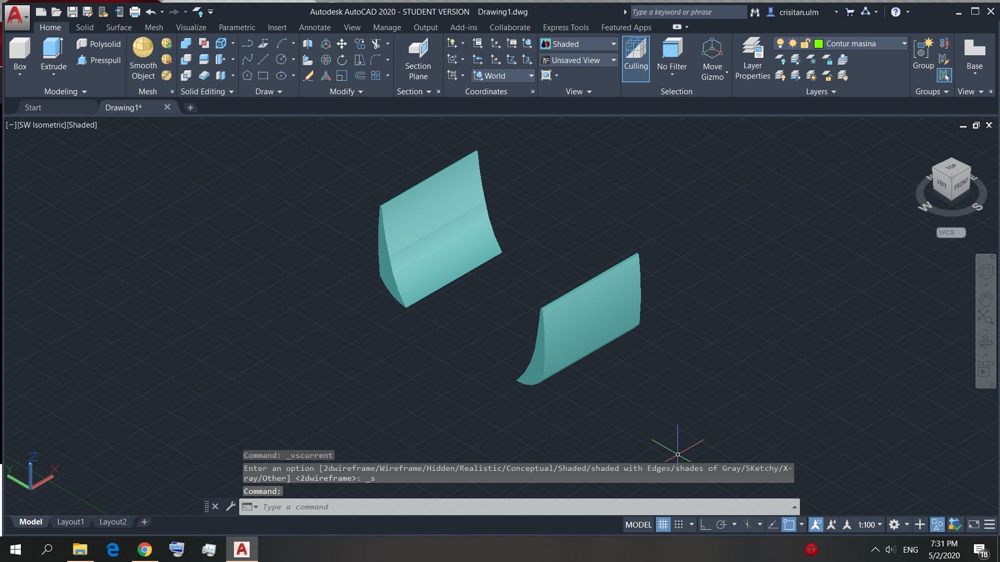 Autodesk AutoCAD 2020 - STUDENT VERSION Drawing1.dwg
Type a keyword or phrase
crisitan.ulm
Home Solid Surface Mesh Visualize Parametric Insert Annotate View Manage Output Add-ins Collaborate Express Tools Featured Apps
Box
Extrude
Polysolid
Presspull
Smooth
Object
Section
Plane
World
Shaded
Unsaved View
Culling
No Filter
Move
Gizmo
Layer
Properties
Contur masina
Group
Base
Modeling Mesh Solid Editing Draw Modify Section Coordinates View Selection Layers Groups View
Start Drawing1*
[−][SW Isometric][Shaded]
TOP
LEFT
FRONT
N
E
W
S
WCS
Z
Y
X
Command: _vscurrent
Enter an option [2dwireframe/Wireframe/Hidden/Realistic/Conceptual/Shaded/shaded with Edges/shades of Gray/SKetchy/X-
ray/Other] <2dwireframe>: _s
Command:
Type a command
Model Layout1 Layout2
MODEL
1:100
ENG
7:31 PM
5/2/2020
18